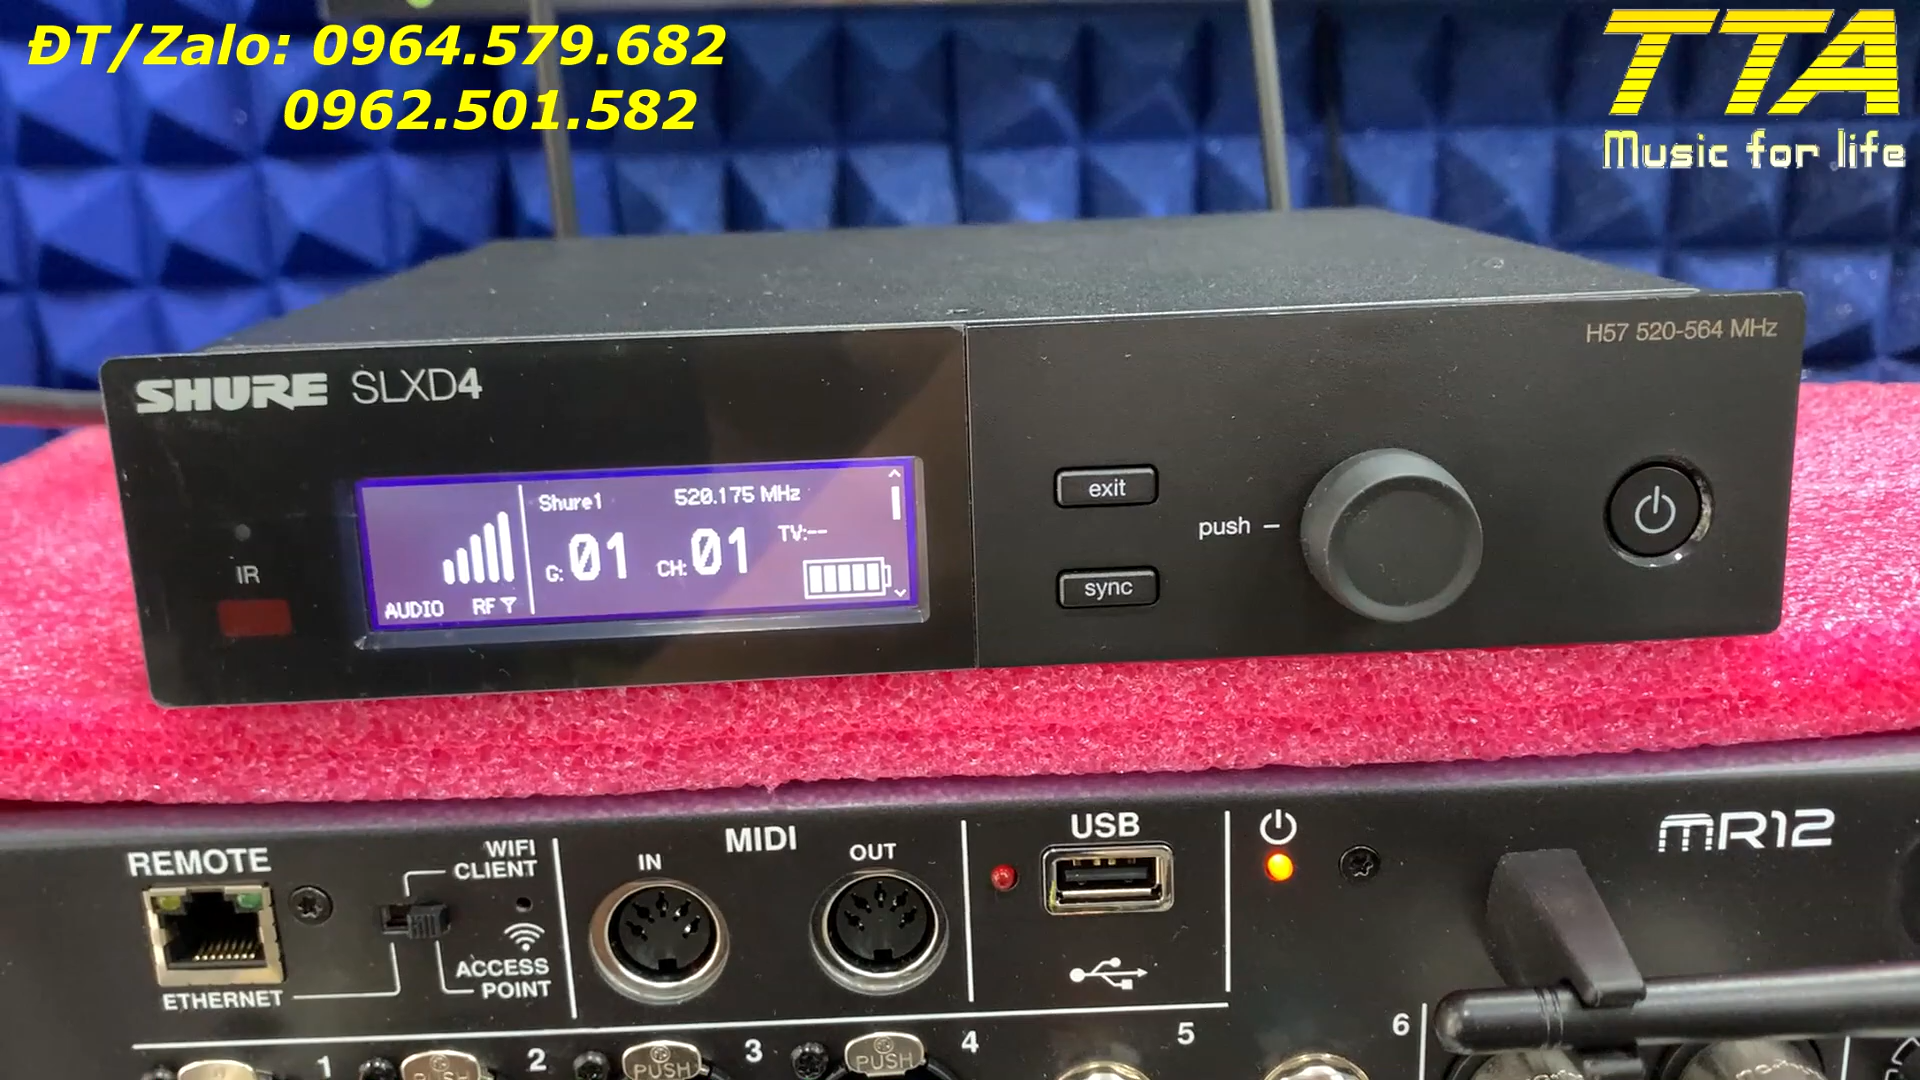 ĐT/Zalo: 0964.579.682
0962.501.582
TTA
Music for life
H57 520-564 MHz
SHURE SLXD4
Shure1 520.175 MHz
G: 01 CH: 01 TV:--
AUDIO RF
IR
exit
push
sync
REMOTE
WIFI
CLIENT
ACCESS
POINT
ETHERNET
MIDI
IN
OUT
USB
MR12
1
2
3
4
5
6
PUSH
PUSH
PUSH